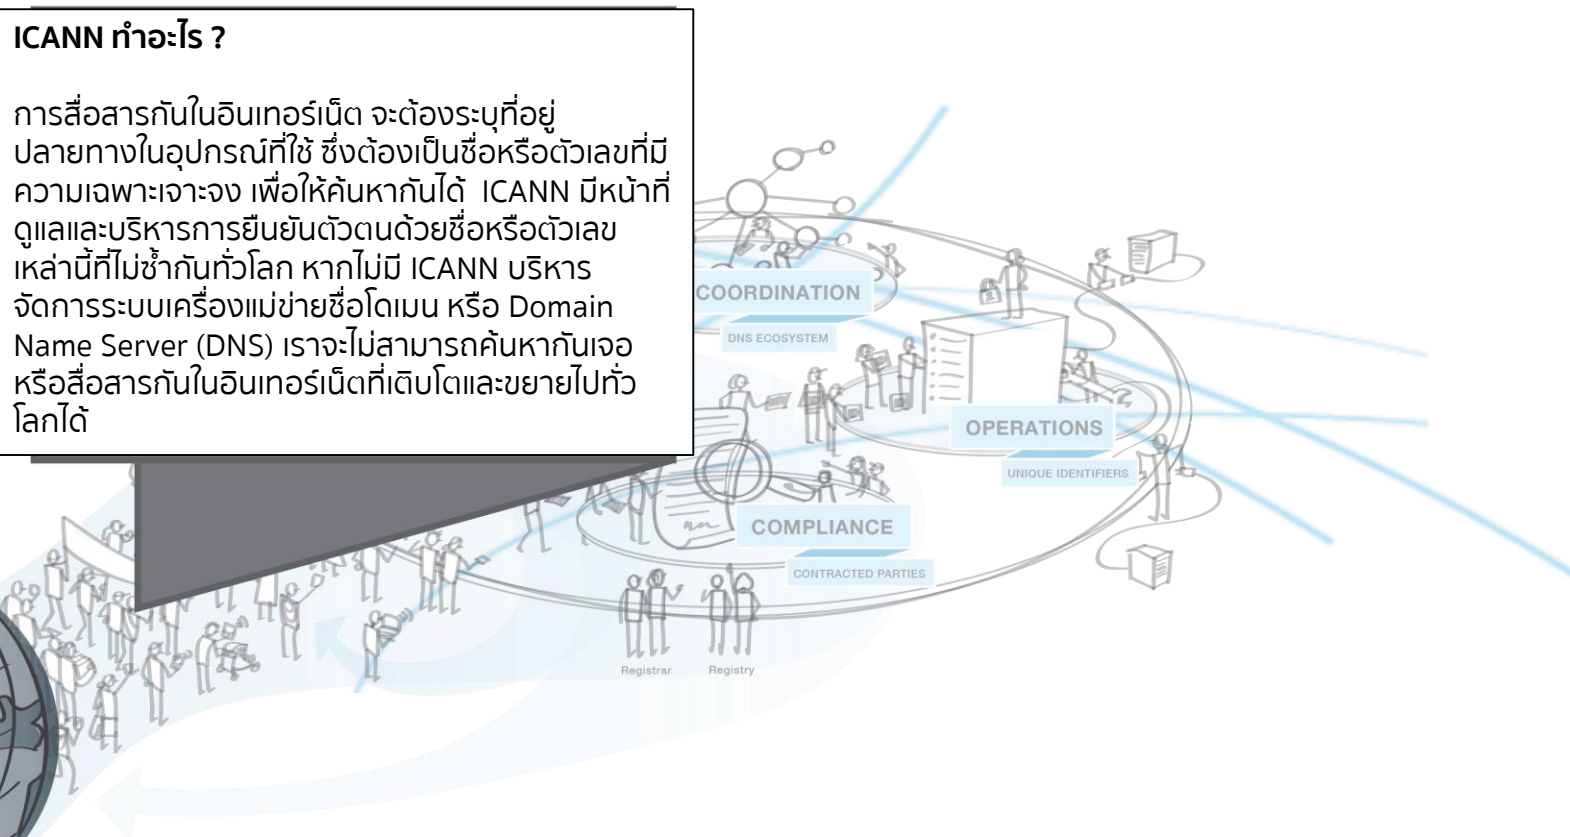 ICANN ทำอะไร ?
การสื่อสารกันในอินเทอร์เน็ต จะต้องระบุที่อยู่
ปลายทางในอุปกรณ์ที่ใช้ ซึ่งต้องเป็นชื่อหรือตัวเลขที่มี
ความเฉพาะเจาะจง เพื่อให้ค้นหากันได้ ICANN มีหน้าที่
ดูแลและบริหารการยืนยันตัวตนด้วยชื่อหรือตัวเลข
เหล่านี้ที่ไม่ซ้ำกันทั่วโลก หากไม่มี ICANN บริหาร
จัดการระบบเครื่องแม่ข่ายชื่อโดเมน หรือ Domain
Name Server (DNS) เราจะไม่สามารถค้นหากันเจอ
หรือสื่อสารกันในอินเทอร์เน็ตที่เติบโตและขยายไปทั่ว
โลกได้
COORDINATION
DNS ECOSYSTEM
OPERATIONS
UNIQUE IDENTIFIERS
COMPLIANCE
CONTRACTED PARTIES
Registrar Registry